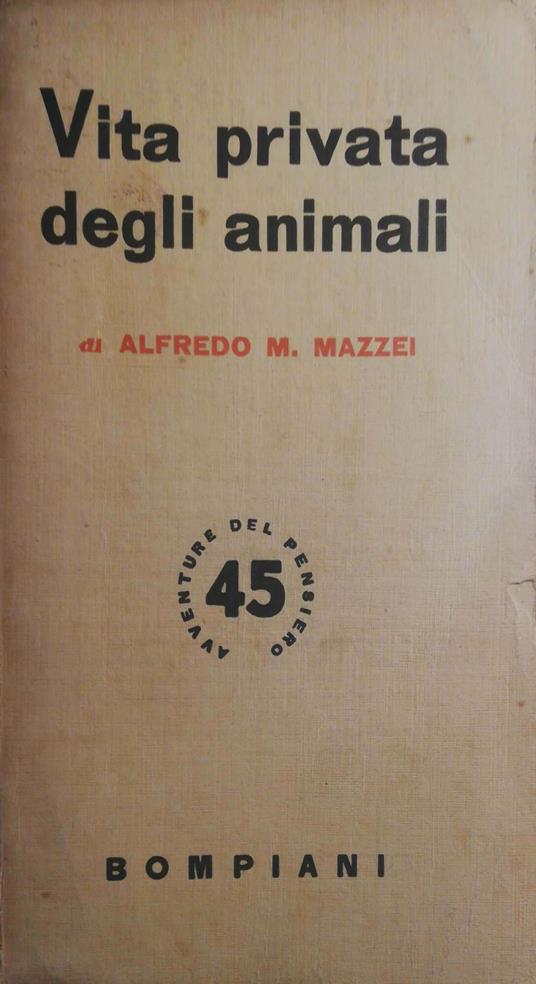 Vita privata
degli animali
di ALFREDO M. MAZZEI
AVVENTURE DEL PENSIERO
45
BOMPIANI